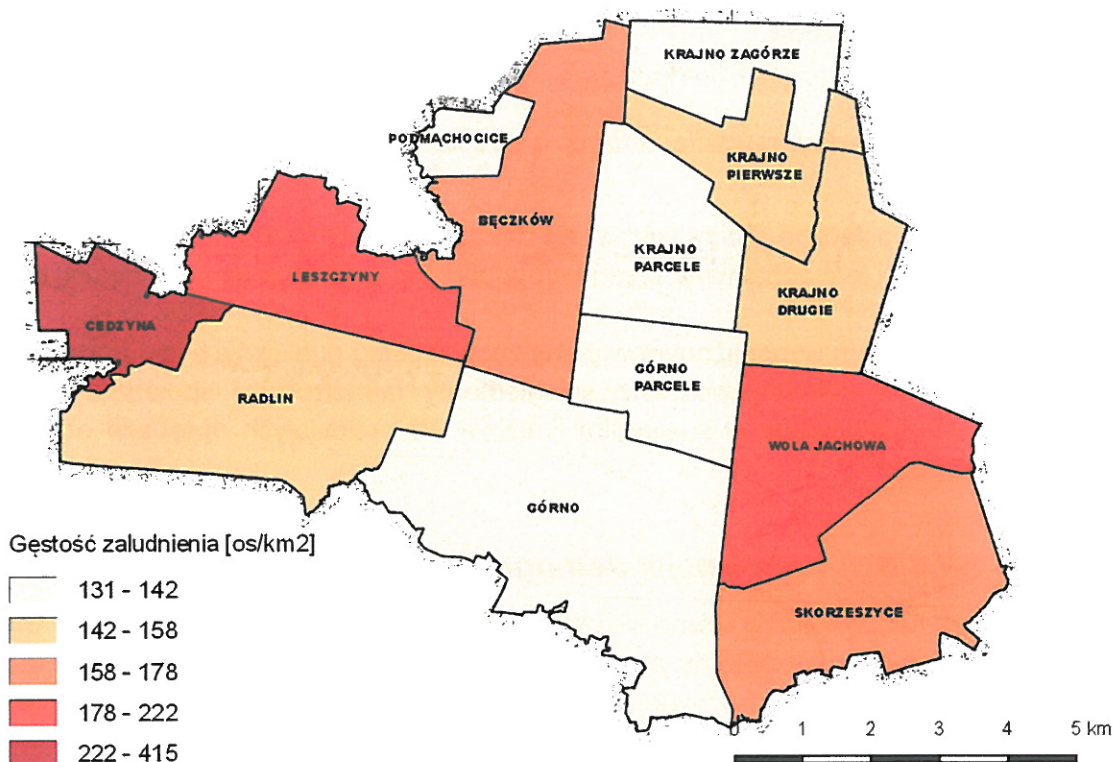 KRAJNO ZAGÓRZE
PODMĄCHOCICE
KRAJNO
PIERWSZE
BĘCZKÓW
KRAJNO
PARCELE
LESZCZYNY
KRAJNO
DRUGIE
CEDZYNA
GÓRNO
PARCELE
RADLIN
WOLA JACHOWA
GÓRNO
SKORZESZYCE
Gęstość zaludnienia [os/km2]
131 - 142
142 - 158
158 - 178
178 - 222
222 - 415
0 1 2 3 4 5 km